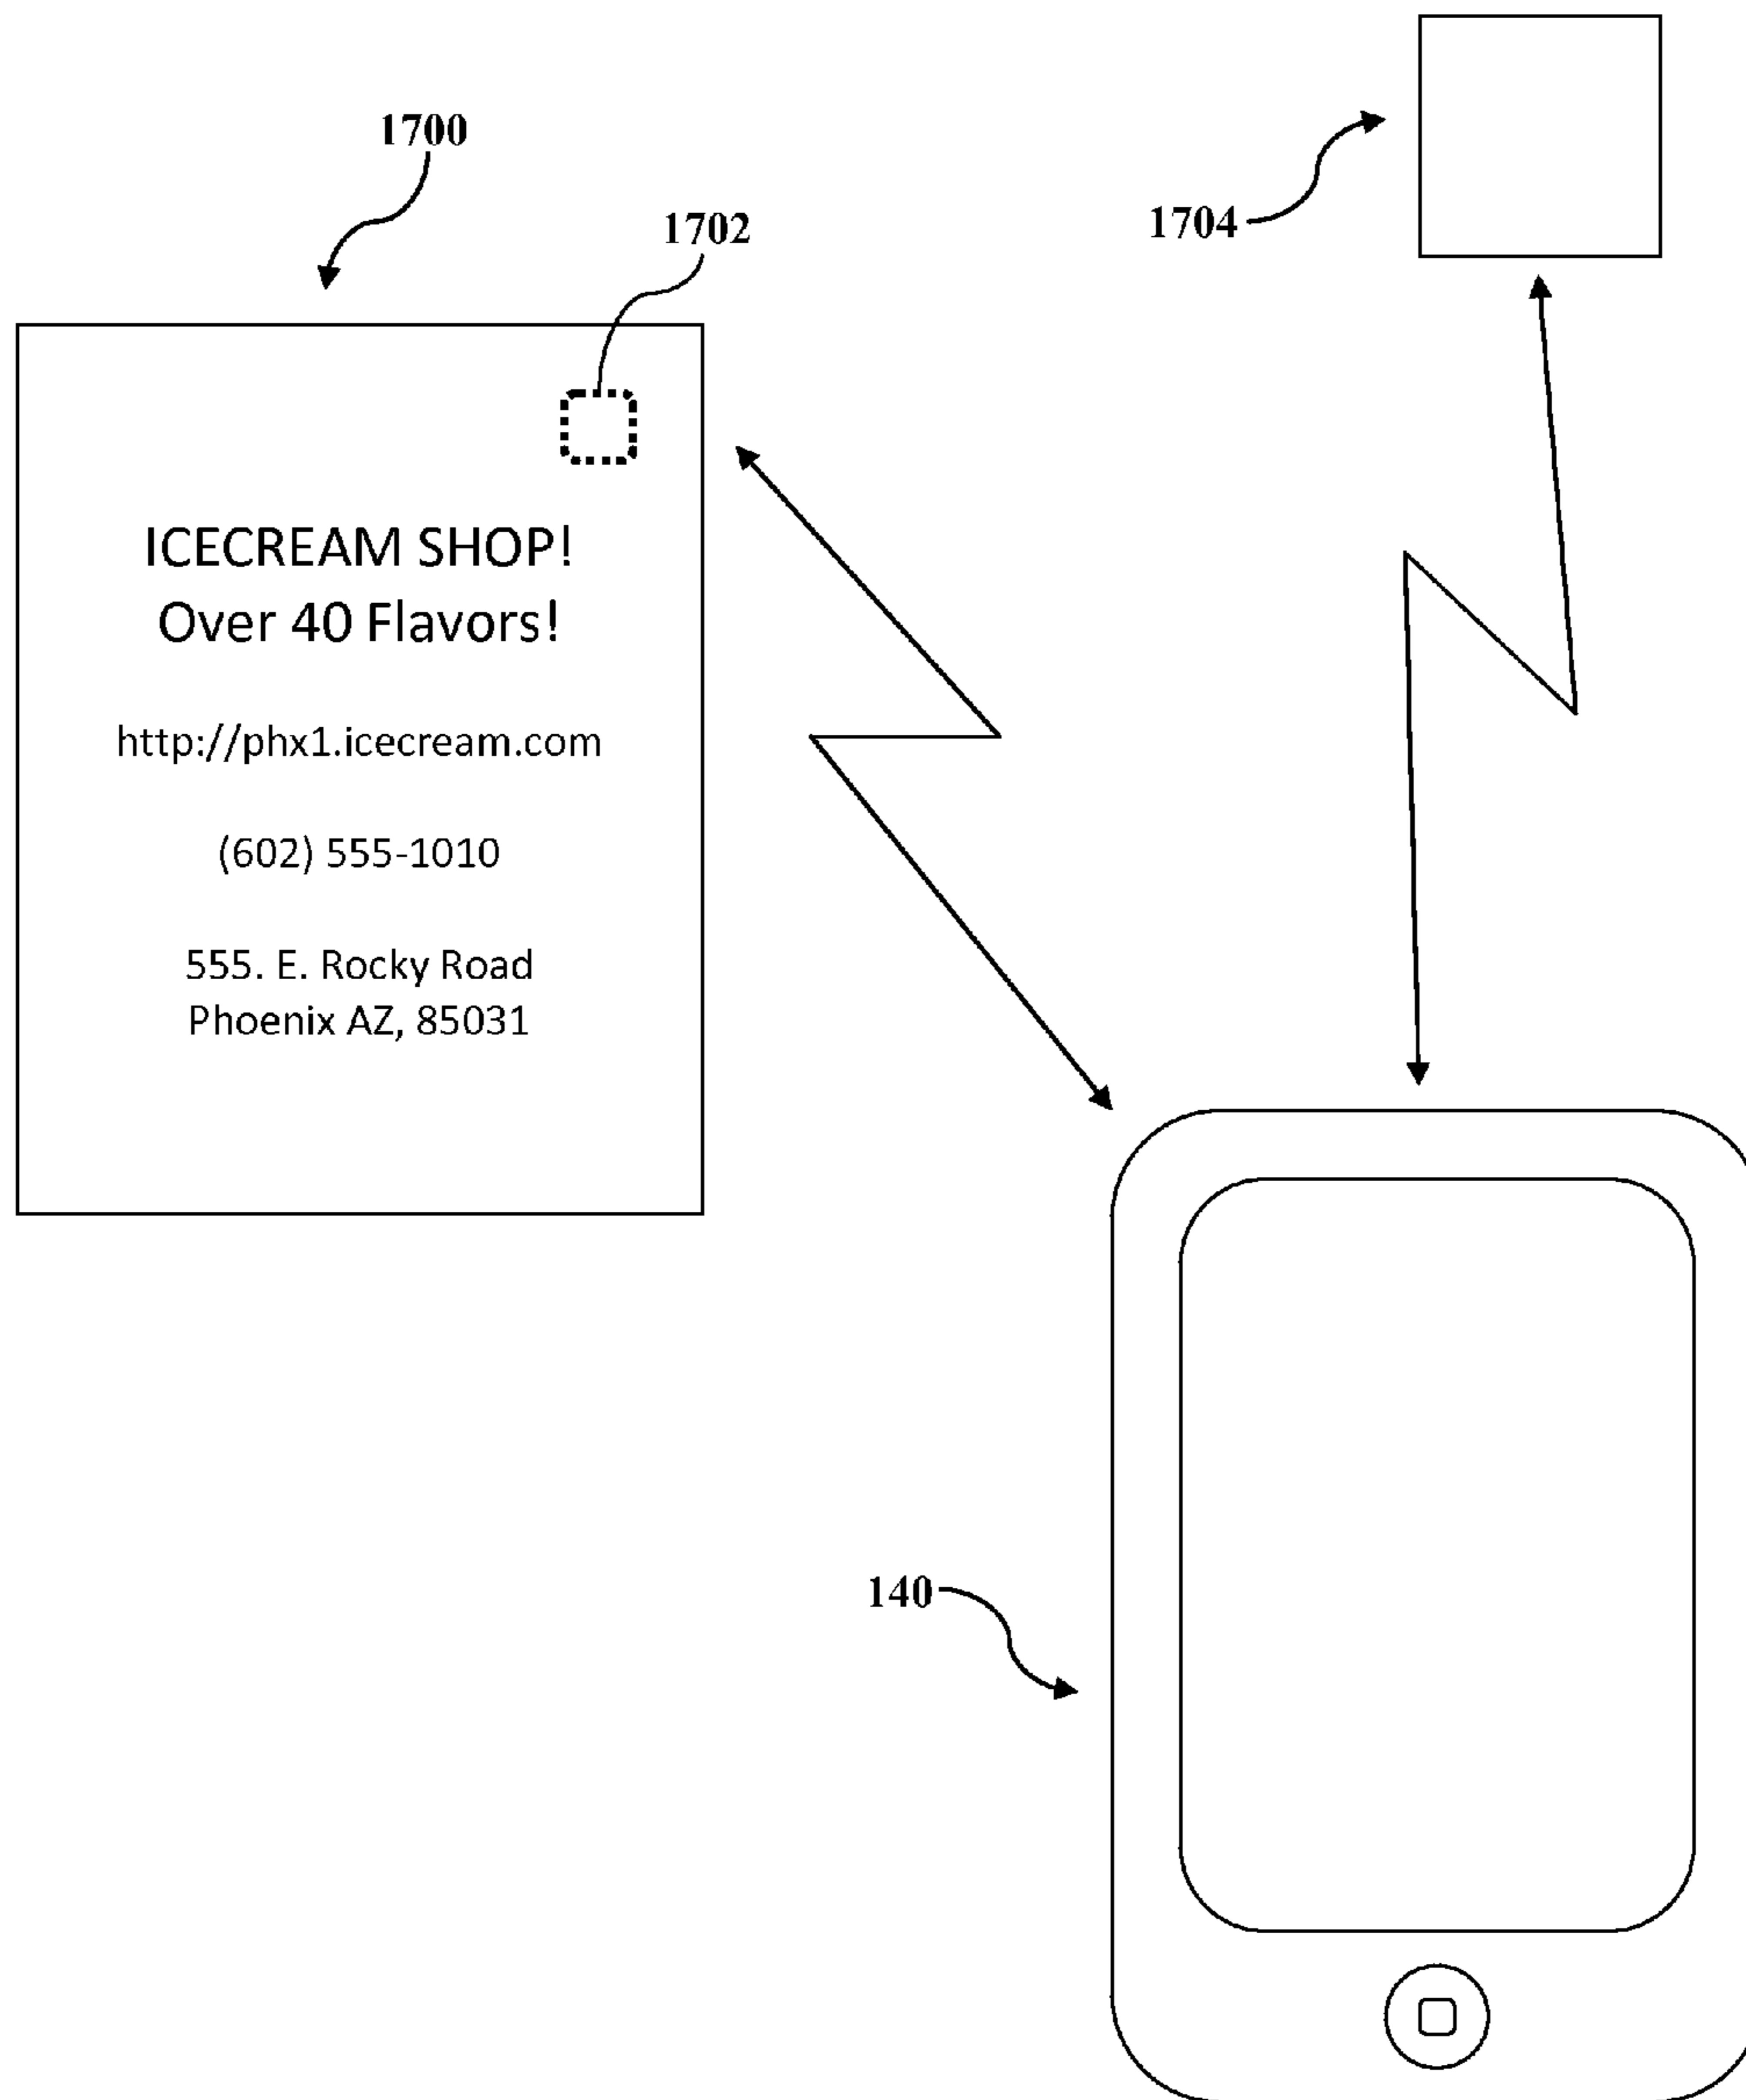 1700
1702
1704
ICECREAM SHOP!
Over 40 Flavors!
http://phx1.icecream.com
(602) 555-1010
555. E. Rocky Road
Phoenix AZ, 85031
140